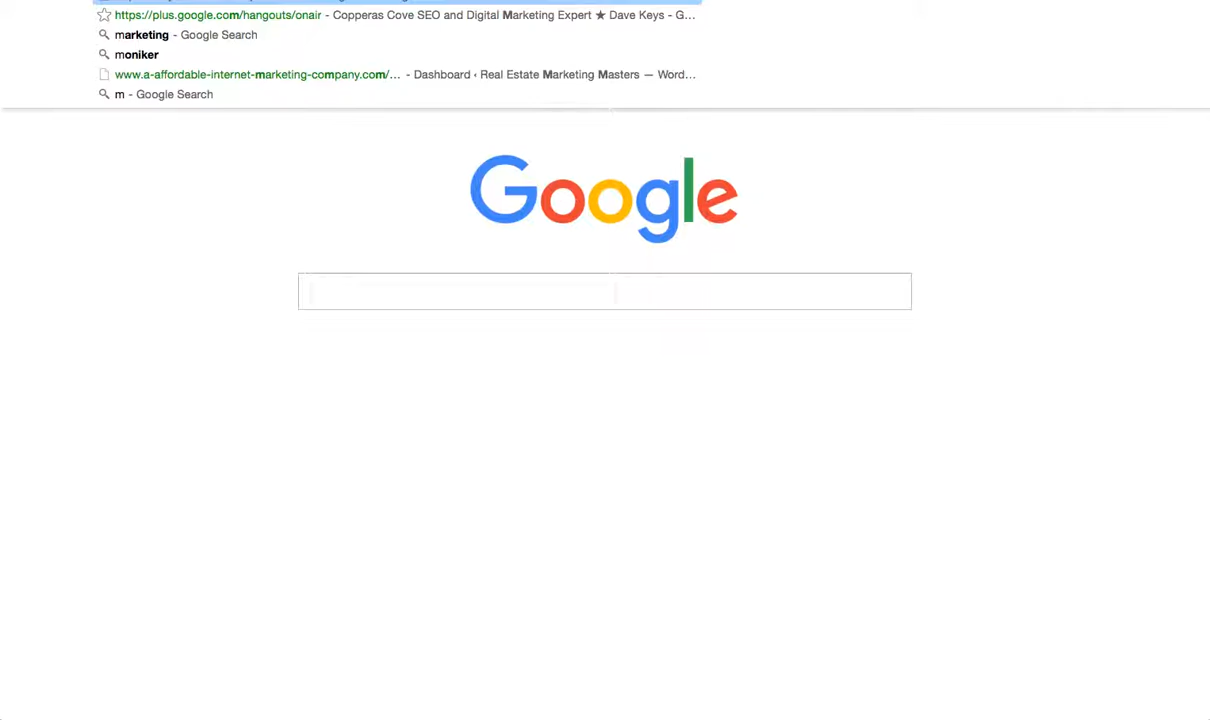 https://plus.google.com/hangouts/onair - Copperas Cove SEO and Digital Marketing Expert ★ Dave Keys - G...
marketing - Google Search
moniker
www.a-affordable-internet-marketing-company.com/... - Dashboard ‹ Real Estate Marketing Masters — Word...
m - Google Search
Google